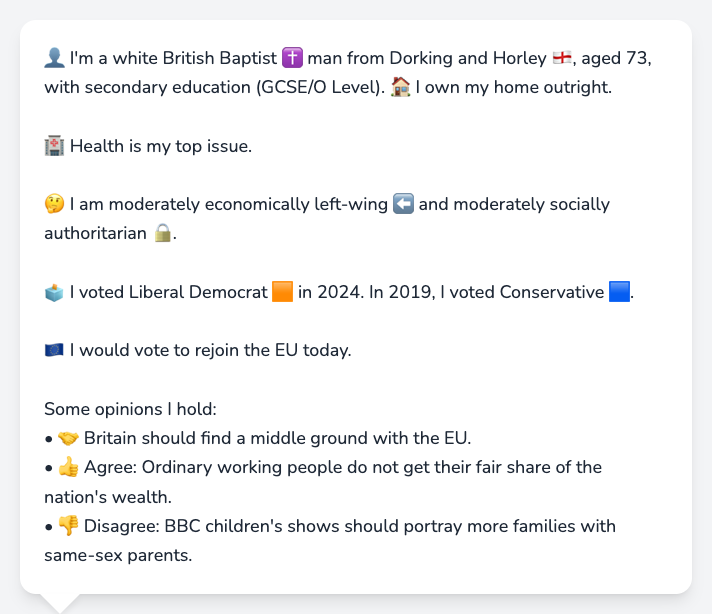 👤 I'm a white British Baptist ✝️ man from Dorking and Horley 🏴󠁧󠁢󠁥󠁮󠁧󠁿, aged 73,
with secondary education (GCSE/O Level). 🏠 I own my home outright.
🏥 Health is my top issue.
🤔 I am moderately economically left-wing ⬅️ and moderately socially
authoritarian 🔒.
🗳️ I voted Liberal Democrat 🟧 in 2024. In 2019, I voted Conservative 🟦.
🇪🇺 I would vote to rejoin the EU today.
Some opinions I hold:
• 🤝 Britain should find a middle ground with the EU.
• 👍 Agree: Ordinary working people do not get their fair share of the
nation's wealth.
• 👎 Disagree: BBC children's shows should portray more families with
same-sex parents.